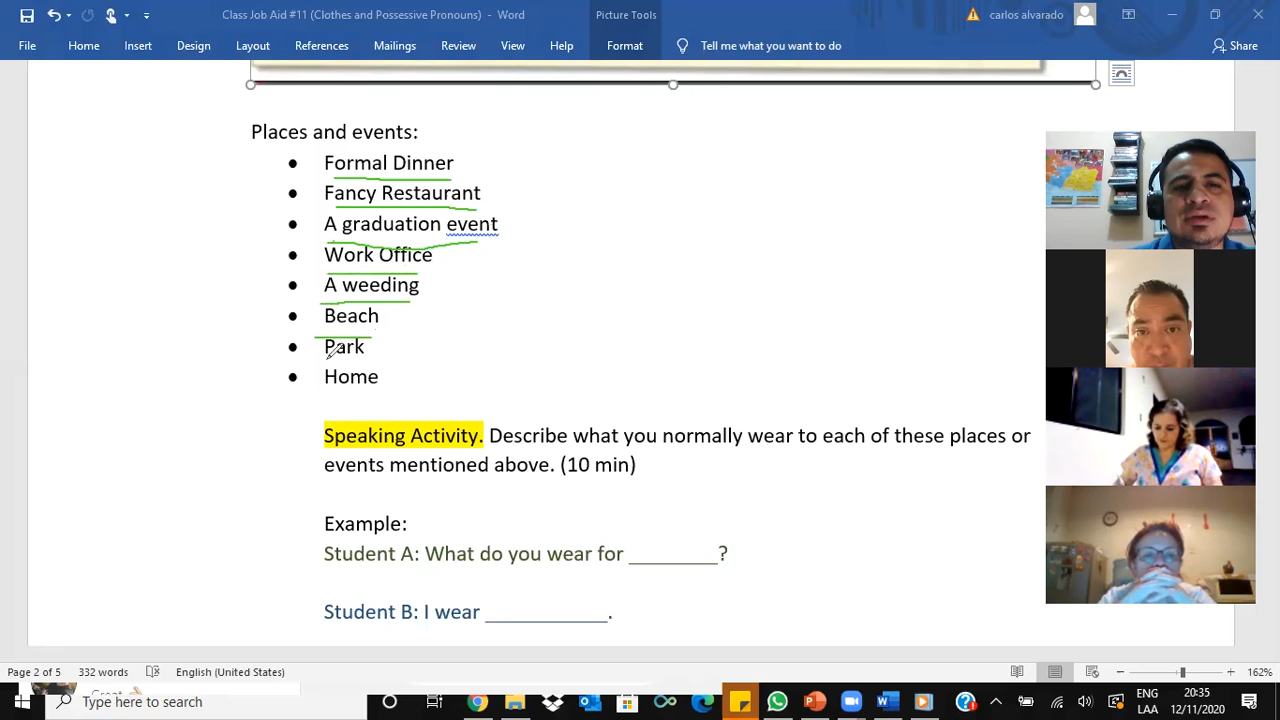 Class Job Aid #11 (Clothes and Possessive Pronouns) - Word
Picture Tools
carlos alvarado
File Home Insert Design Layout References Mailings Review View Help Format Tell me what you want to do Share
Places and events:
• Formal Dinner
• Fancy Restaurant
• A graduation event
• Work Office
• A weeding
• Beach
• Park
• Home
Speaking Activity. Describe what you normally wear to each of these places or
events mentioned above. (10 min)
Example:
Student A: What do you wear for ________?
Student B: I wear ___________.
Page 2 of 5 332 words English (United States) 162%
Type here to search
ENG 20:35
LAA 12/11/2020